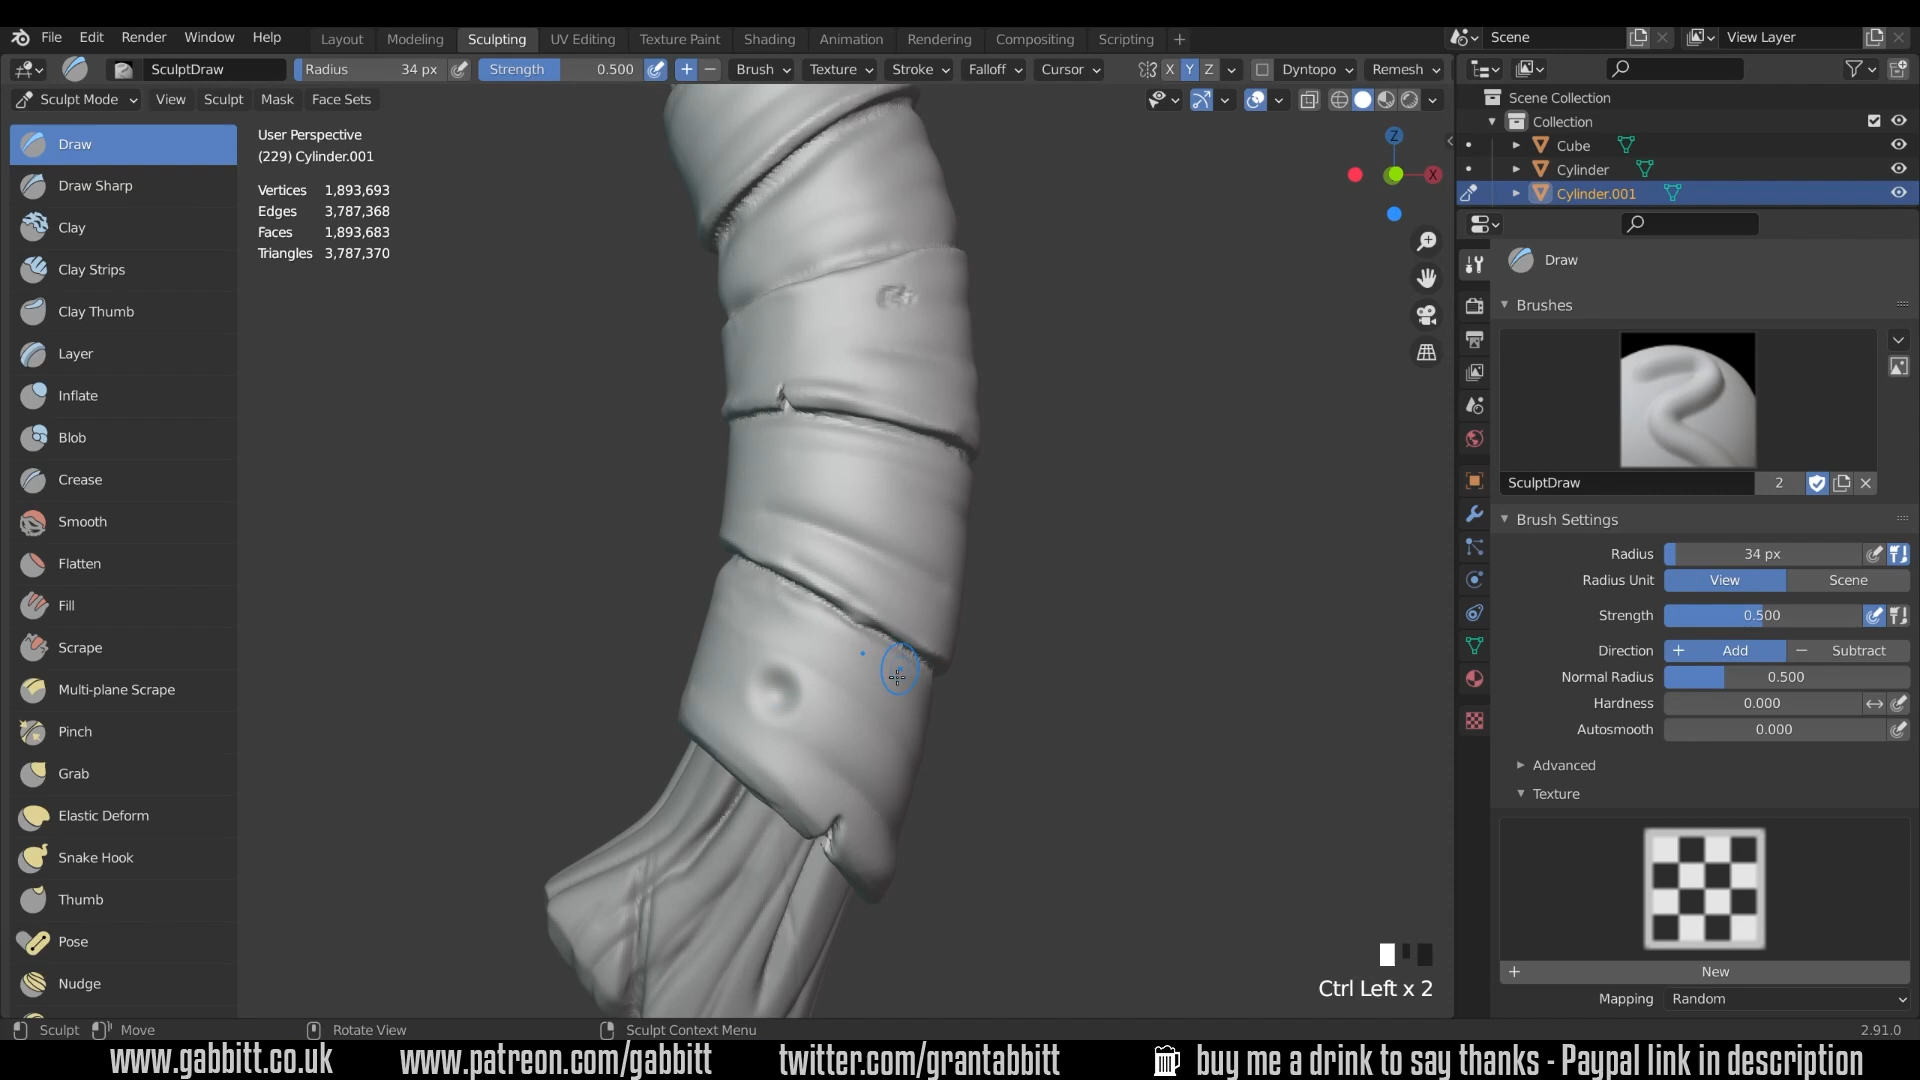 File Edit Render Window Help Layout Modeling Sculpting UV Editing Texture Paint Shading Animation Rendering Compositing Scripting + Scene View Layer
SculptDraw Radius 34 px Strength 0.500 + − Brush Texture Stroke Falloff Cursor X Y Z Dyntopo Remesh
Sculpt Mode View Sculpt Mask Face Sets
Scene Collection
Collection
Cube
Cylinder
Cylinder.001
User Perspective
(229) Cylinder.001
Vertices 1,893,693
Edges 3,787,368
Faces 1,893,683
Triangles 3,787,370
Z
X
Draw
Draw Sharp
Clay
Clay Strips
Clay Thumb
Layer
Inflate
Blob
Crease
Smooth
Flatten
Fill
Scrape
Multi-plane Scrape
Pinch
Grab
Elastic Deform
Snake Hook
Thumb
Pose
Nudge
Draw
Brushes
SculptDraw 2
Brush Settings
Radius 34 px
Radius Unit View Scene
Strength 0.500
Direction + Add − Subtract
Normal Radius 0.500
Hardness 0.000
Autosmooth 0.000
Advanced
Texture
+ New
Mapping Random
Ctrl Left x 2
Sculpt Move Rotate View Sculpt Context Menu 2.91.0
www.gabbitt.co.uk www.patreon.com/gabbitt twitter.com/grantabbitt buy me a drink to say thanks - Paypal link in description